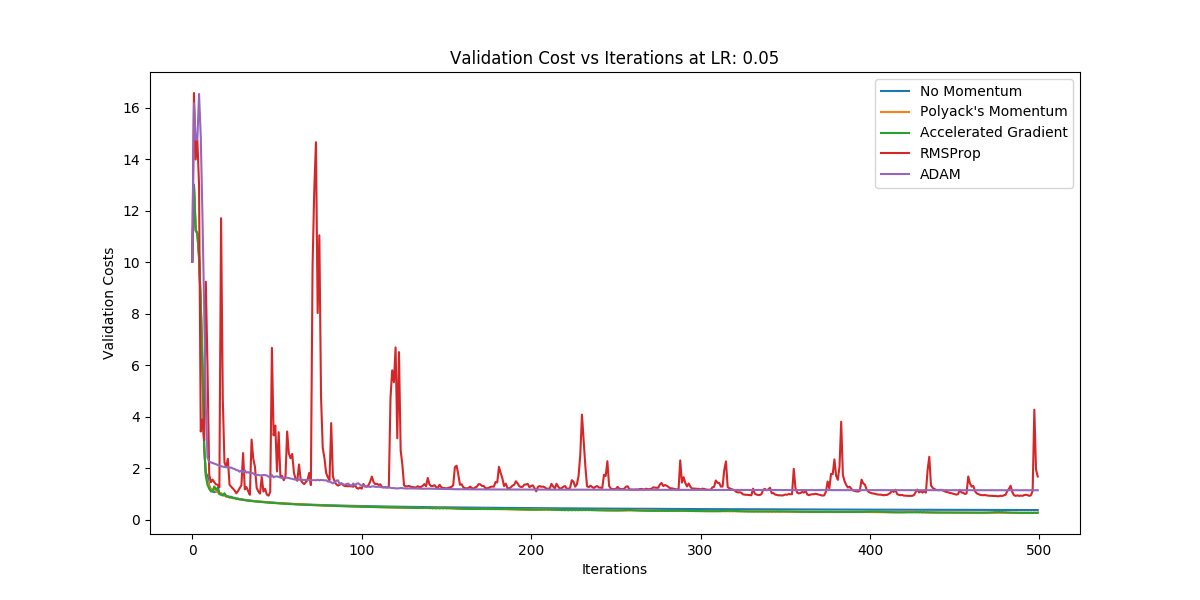 Validation Cost vs Iterations at LR: 0.05
No Momentum
Polyack's Momentum
Accelerated Gradient
RMSProp
ADAM
16
14
12
10
8
6
4
2
0
Validation Costs
0 100 200 300 400 500
Iterations